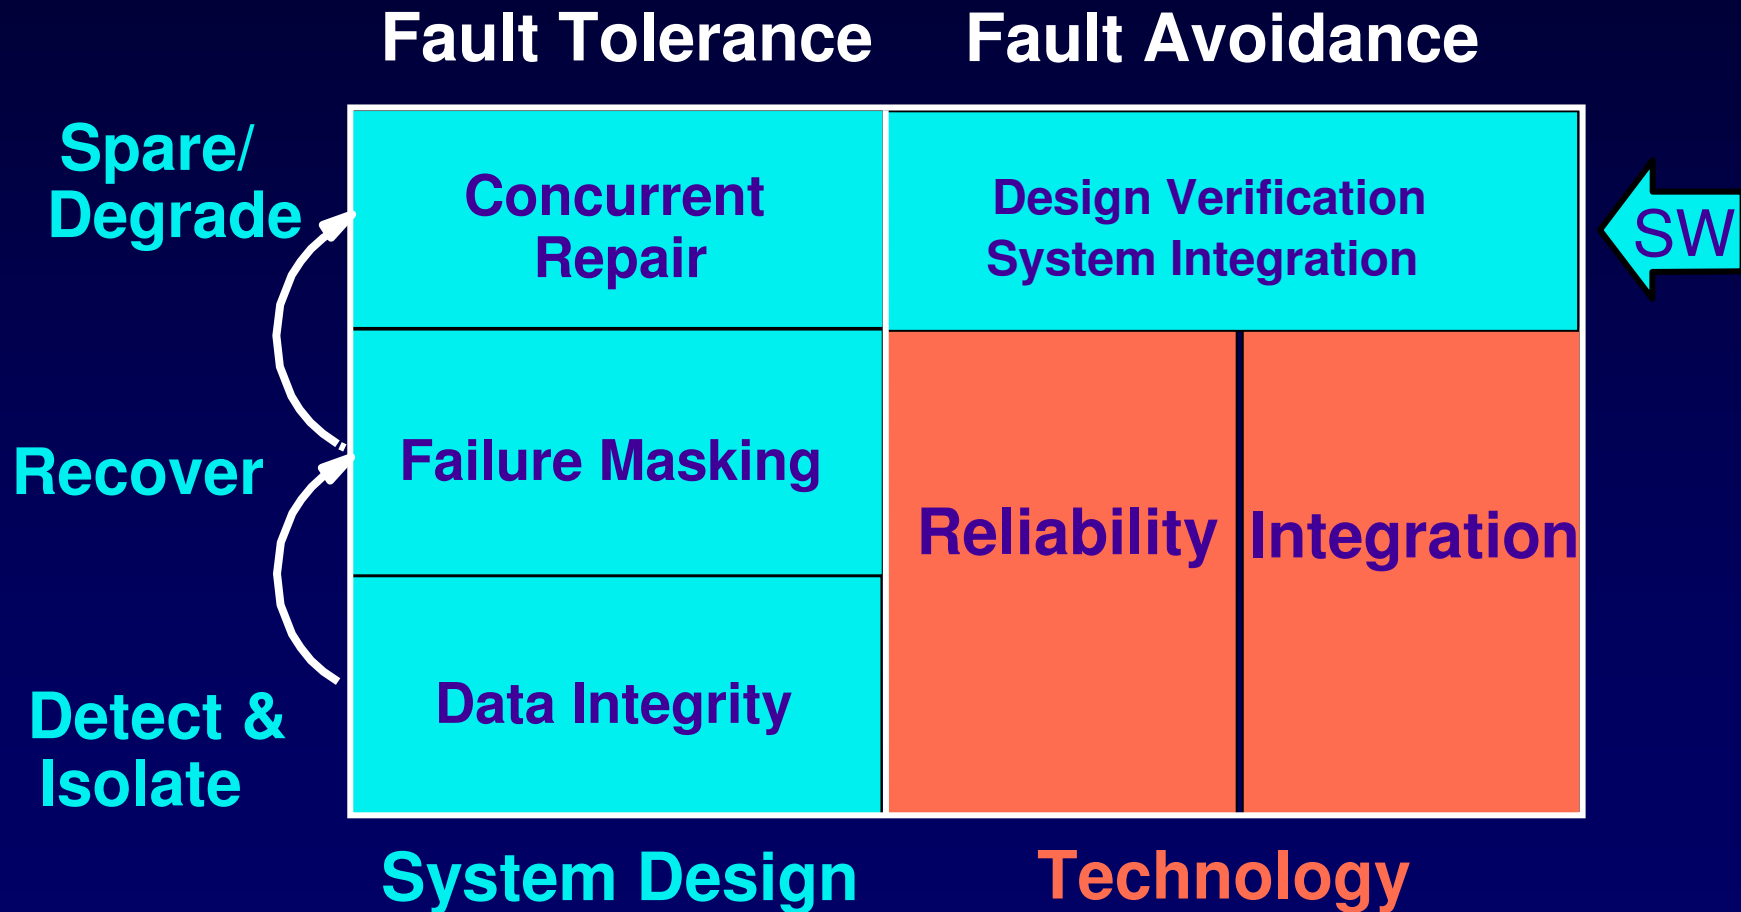 Fault Tolerance
Fault Avoidance
Spare/
Degrade
Concurrent
Repair
Design Verification
System Integration
SW
Recover
Failure Masking
Reliability
Integration
Detect &
Isolate
Data Integrity
System Design
Technology